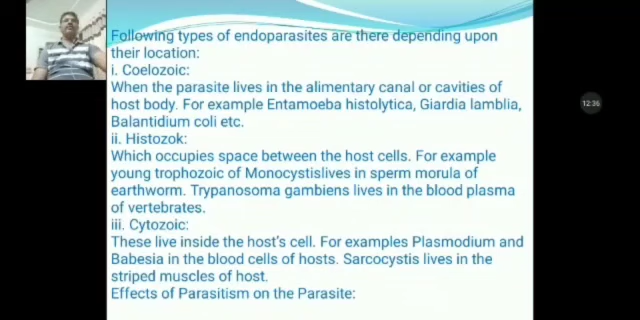 Following types of endoparasites are there depending upon
their location:
i. Coelozoic:
When the parasite lives in the alimentary canal or cavities of
host body. For example Entamoeba histolytica, Giardia lamblia,
Balantidium coli etc.
ii. Histozok:
Which occupies space between the host cells. For example
young trophozoic of Monocystislives in sperm morula of
earthworm. Trypanosoma gambiens lives in the blood plasma
of vertebrates.
iii. Cytozoic:
These live inside the host's cell. For examples Plasmodium and
Babesia in the blood cells of hosts. Sarcocystis lives in the
striped muscles of host.
Effects of Parasitism on the Parasite:
12:36